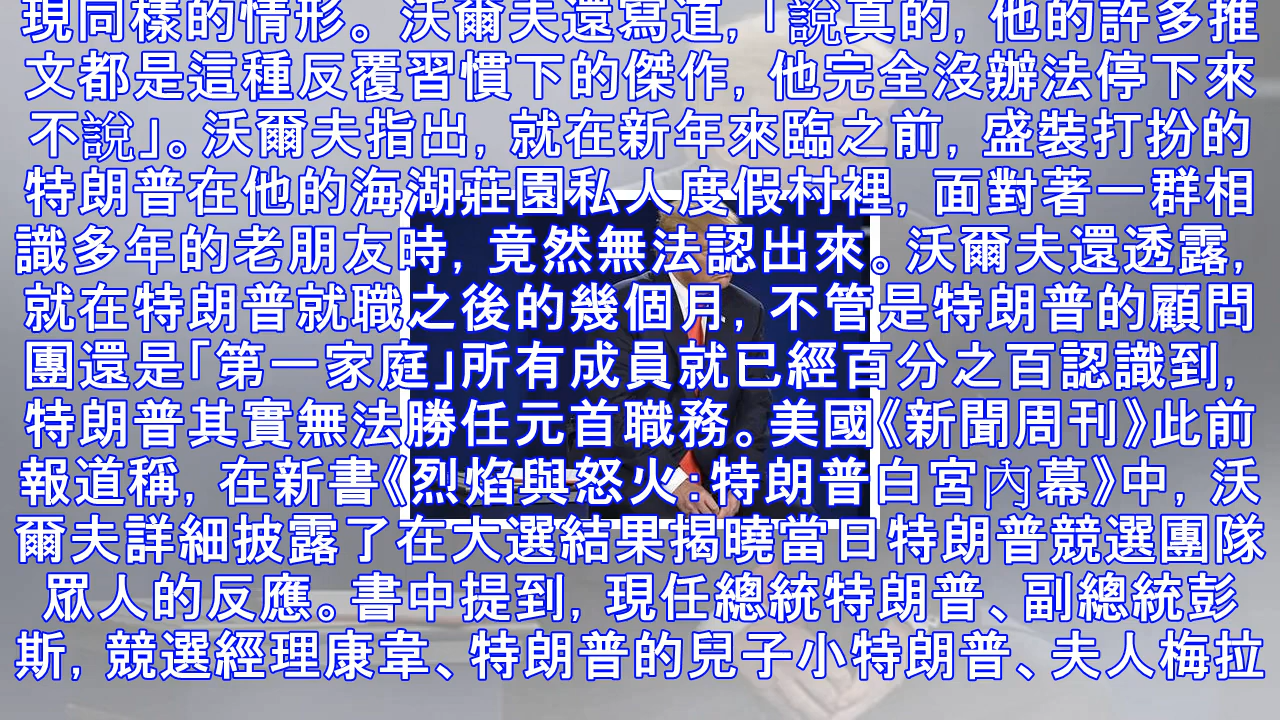 現同樣的情形。沃爾夫還寫道,「說真的,他的許多推
文都是這種反覆習慣下的傑作,他完全沒辦法停下來
不說」。沃爾夫指出,就在新年來臨之前,盛裝打扮的
特朗普在他的海湖莊園私人度假村裡,面對著一群相
識多年的老朋友時,竟然無法認出來。沃爾夫還透露,
就在特朗普就職之後的幾個月,不管是特朗普的顧問
團還是「第一家庭」所有成員就已經百分之百認識到,
特朗普其實無法勝任元首職務。美國《新聞周刊》此前
報道稱,在新書《烈焰與怒火:特朗普白宮內幕》中,沃
爾夫詳細披露了在大選結果揭曉當日特朗普競選團隊
眾人的反應。書中提到,現任總統特朗普、副總統彭
斯,競選經理康韋、特朗普的兒子小特朗普、夫人梅拉